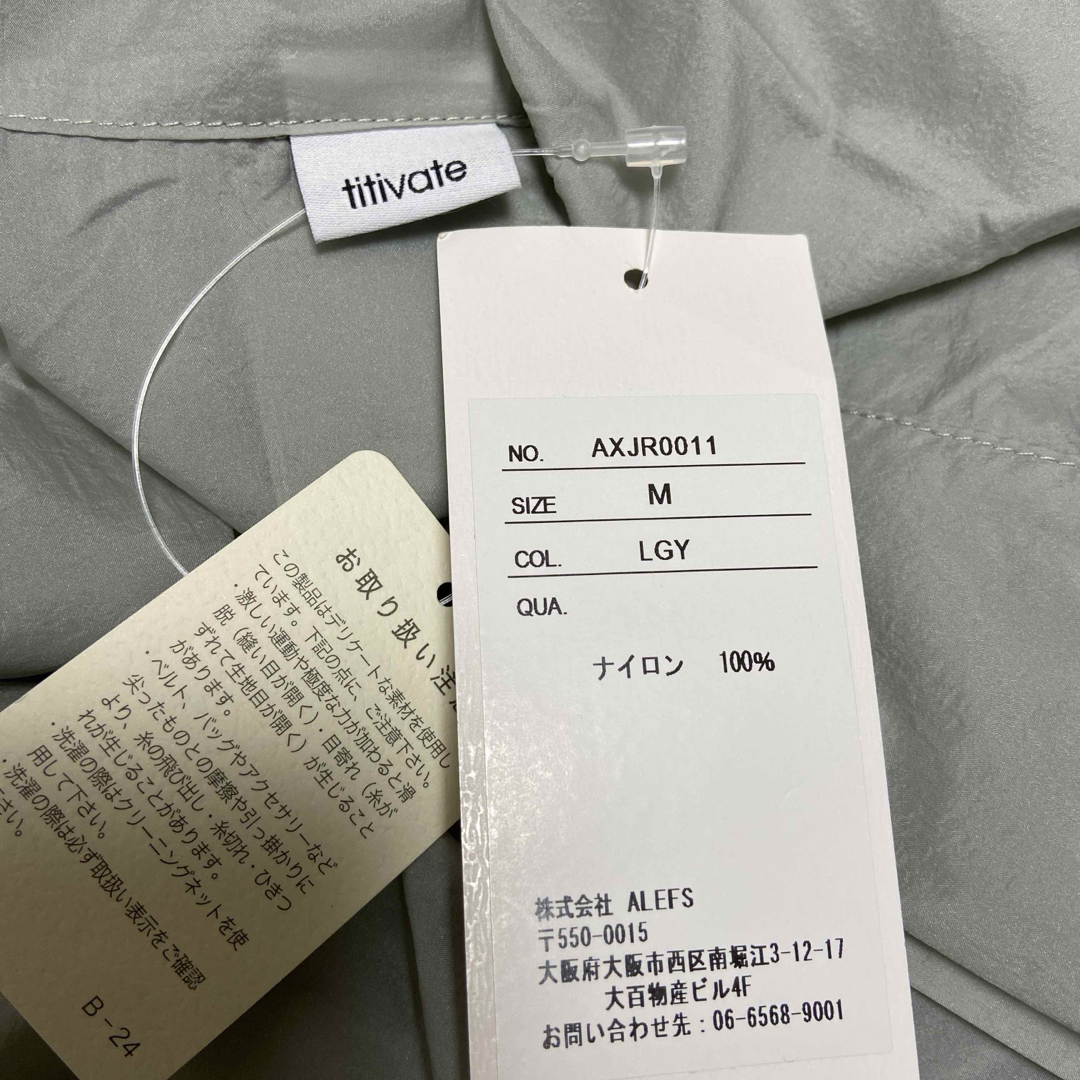 titivate
NO. AXJR0011
SIZE M
COL. LGY
QUA.
ナイロン 100%
株式会社 ALEFS
〒550-0015
大阪府大阪市西区南堀江3-12-17
大百物産ビル4F
お問い合わせ先：06-6568-9001
お取り扱い注
この製品はデリケートな素材を使用し
ています。下記の点に、ご注意下さい。
・激しい運動や極度な力が加わると滑
脱（縫い目が開く）・目寄れ（糸が
ずれて生地目が開く）が生じること
があります。
・ベルト、バッグやアクセサリーなど
尖ったものとの摩擦や引っ掛かりに
より、糸の飛び出し・糸切れ・ひきつ
れが生じることがあります。
・洗濯の際はクリーニングネットを使
用して下さい。
・洗濯の際は必ず取扱い表示をご確認
さい。
B-24